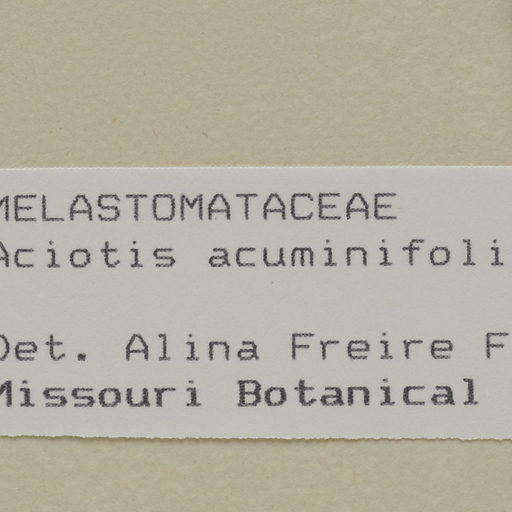 MELASTOMATACEAE
Aciotis acuminifoli
Det. Alina Freire F
Missouri Botanical